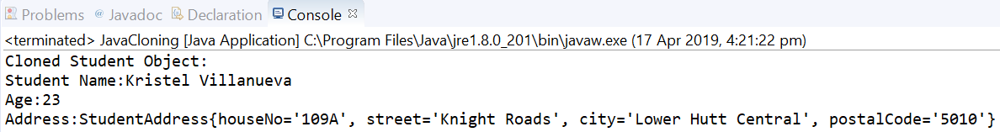 Problems @ Javadoc Declaration Console
<terminated> JavaCloning [Java Application] C:\Program Files\Java\jre1.8.0_201\bin\javaw.exe (17 Apr 2019, 4:21:22 pm)
Cloned Student Object:
Student Name:Kristel Villanueva
Age:23
Address:StudentAddress{houseNo='109A', street='Knight Roads', city='Lower Hutt Central', postalCode='5010'}